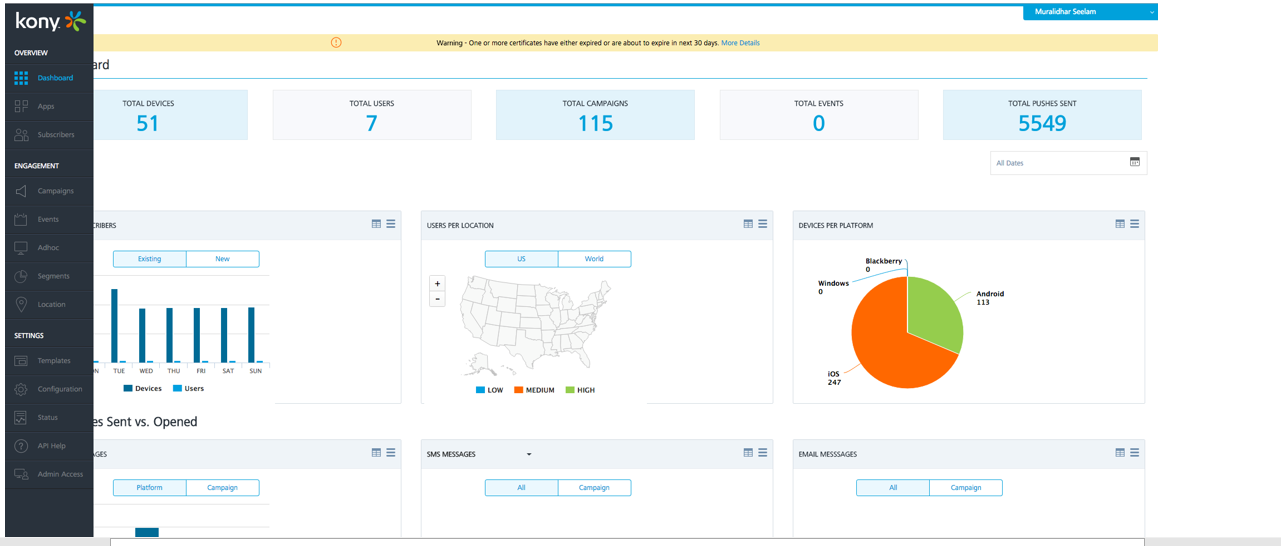 kony
Muralidhar Seelam
Warning - One or more certificates have either expired or are about to expire in next 30 days. More Details
OVERVIEW
Dashboard
Apps
Subscribers
ENGAGEMENT
Campaigns
Events
Adhoc
Segments
Location
SETTINGS
Templates
Configuration
Status
API Help
Admin Access
ard
TOTAL DEVICES
51
TOTAL USERS
7
TOTAL CAMPAIGNS
115
TOTAL EVENTS
0
TOTAL PUSHES SENT
5549
All Dates
CRIBERS
Existing New
ON TUE WED THU FRI SAT SUN
Devices Users
USERS PER LOCATION
US World
+
-
LOW MEDIUM HIGH
DEVICES PER PLATFORM
Blackberry
0
Windows
0
Android
113
iOS
247
es Sent vs. Opened
AGES
Platform Campaign
SMS MESSAGES
All Campaign
EMAIL MESSSAGES
All Campaign